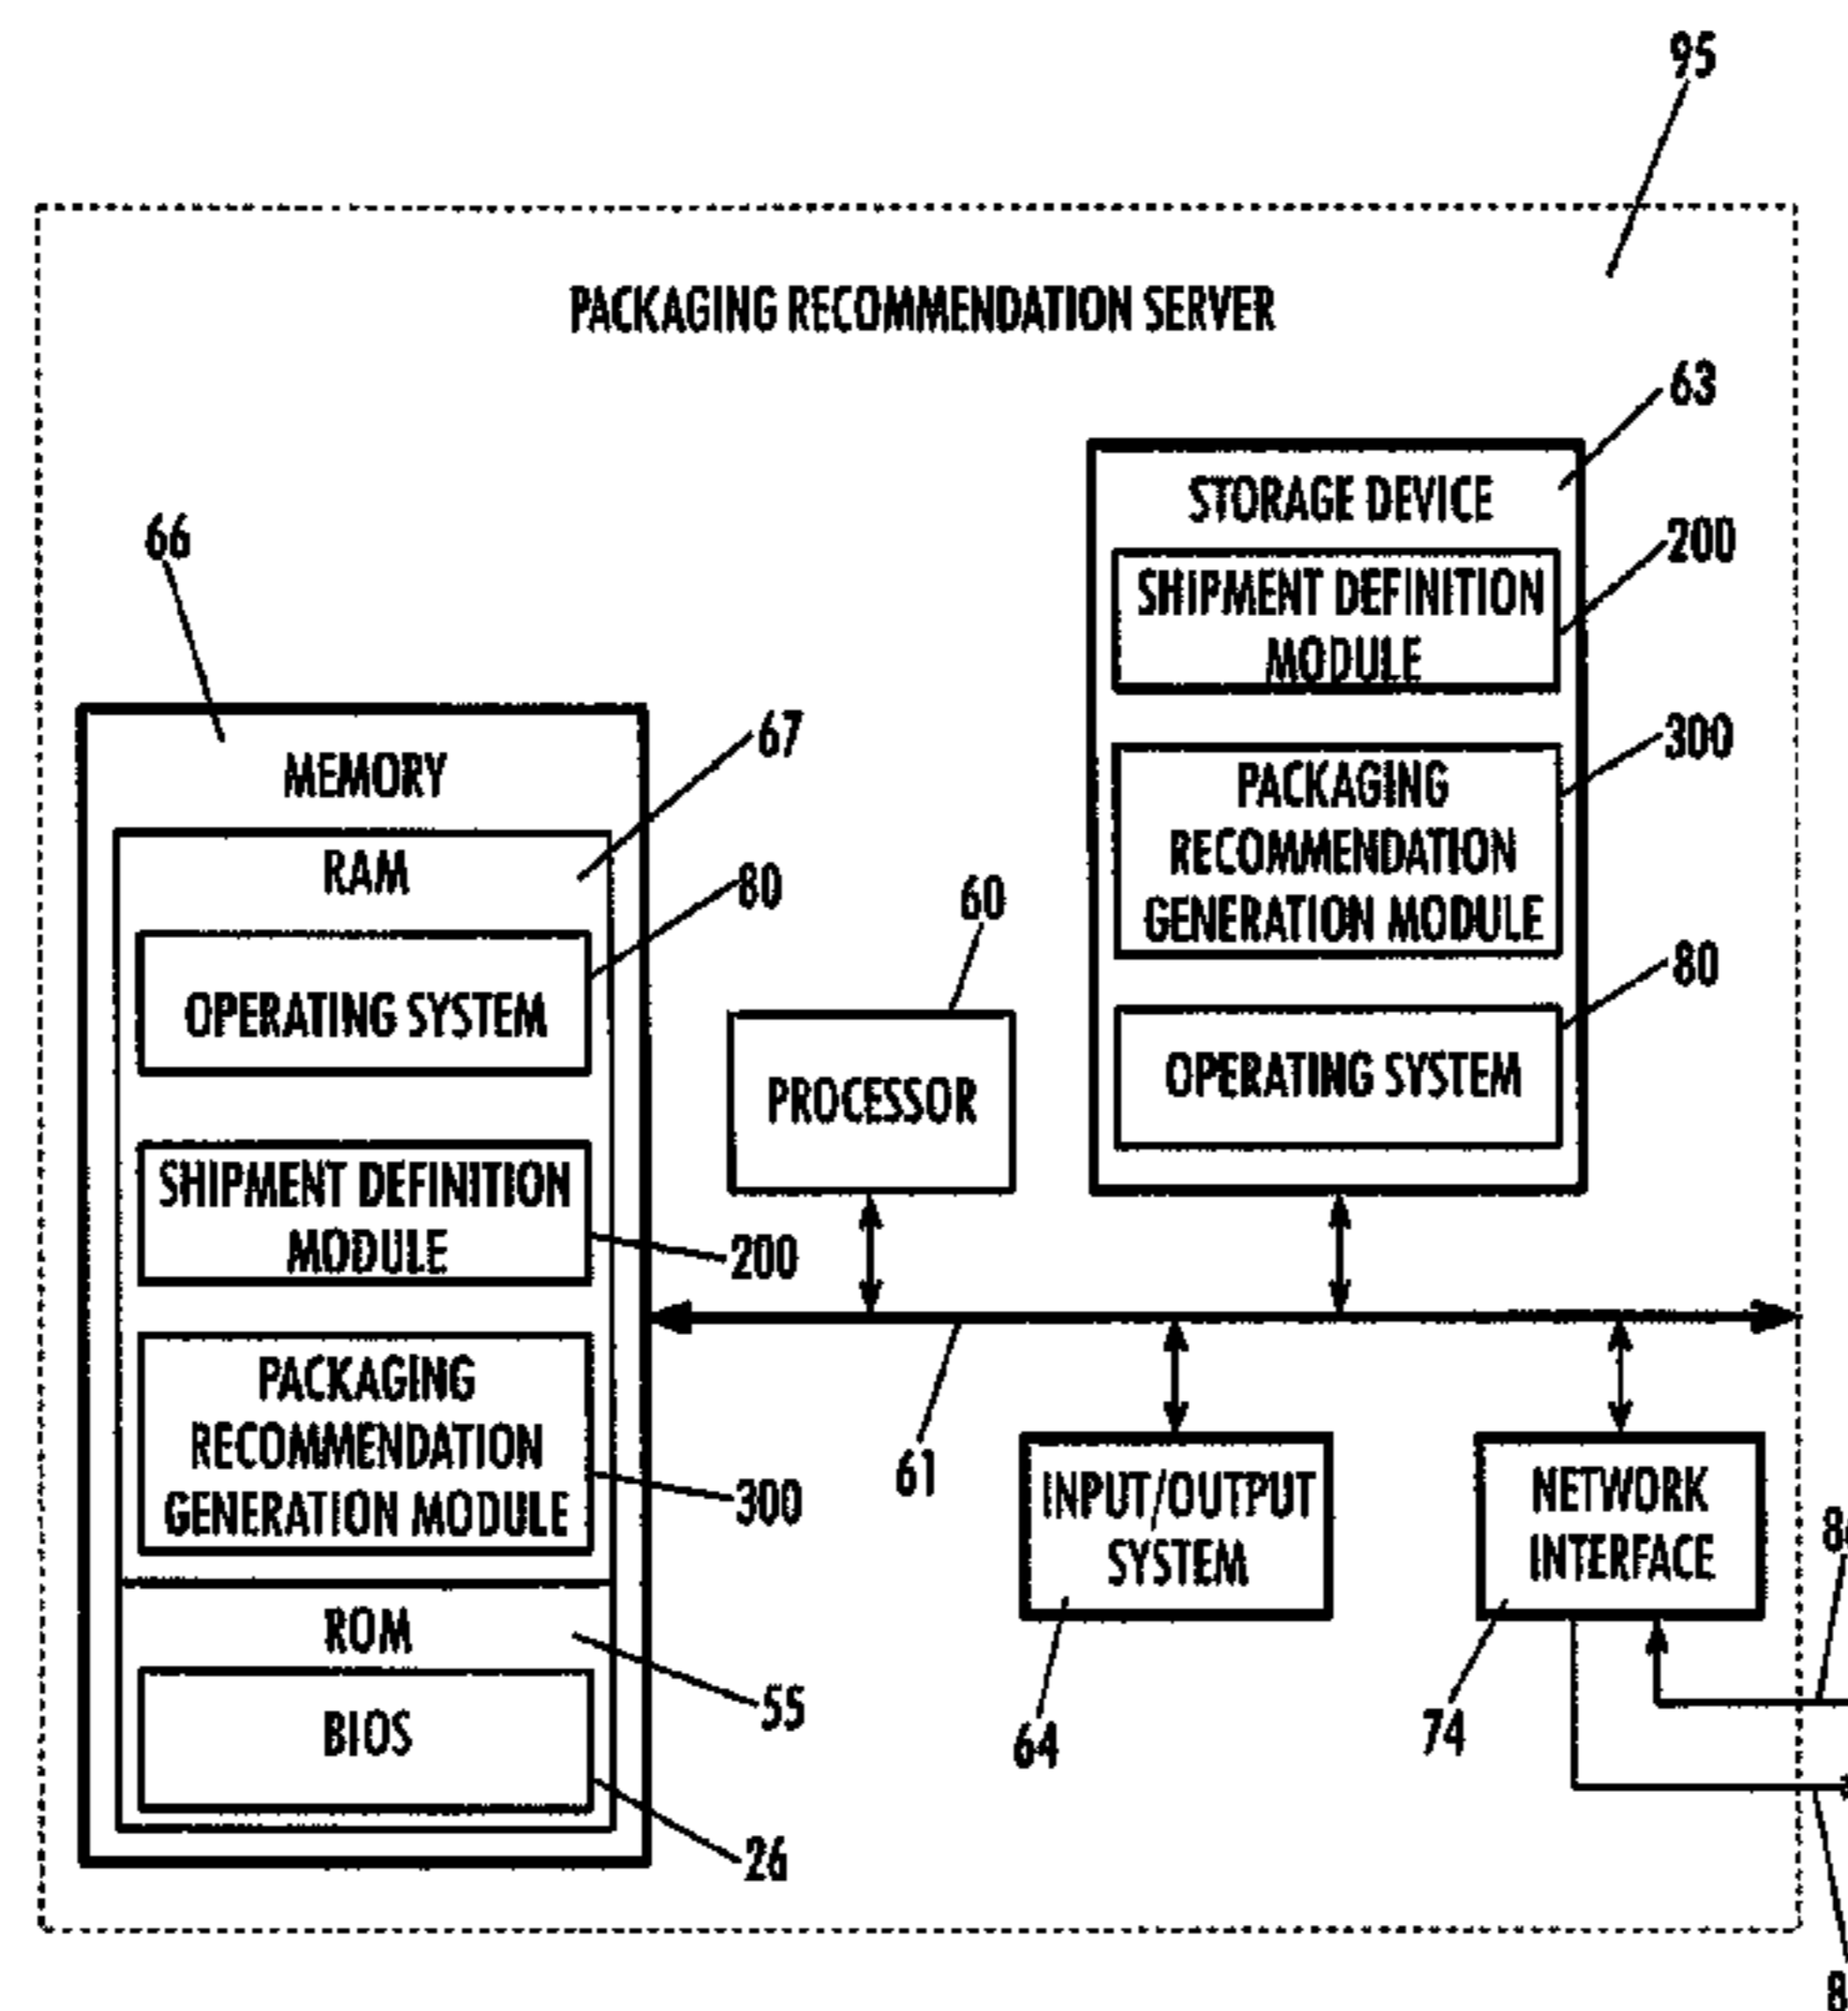 95
PACKAGING RECOMMENDATION SERVER
63
STORAGE DEVICE
200
SHIPMENT DEFINITION
MODULE
300
PACKAGING
RECOMMENDATION
GENERATION MODULE
80
OPERATING SYSTEM
66
MEMORY
67
RAM
80
OPERATING SYSTEM
SHIPMENT DEFINITION
MODULE
200
PACKAGING
RECOMMENDATION
GENERATION MODULE
300
ROM
55
BIOS
26
60
PROCESSOR
61
INPUT/OUTPUT
SYSTEM
64
NETWORK
INTERFACE
74